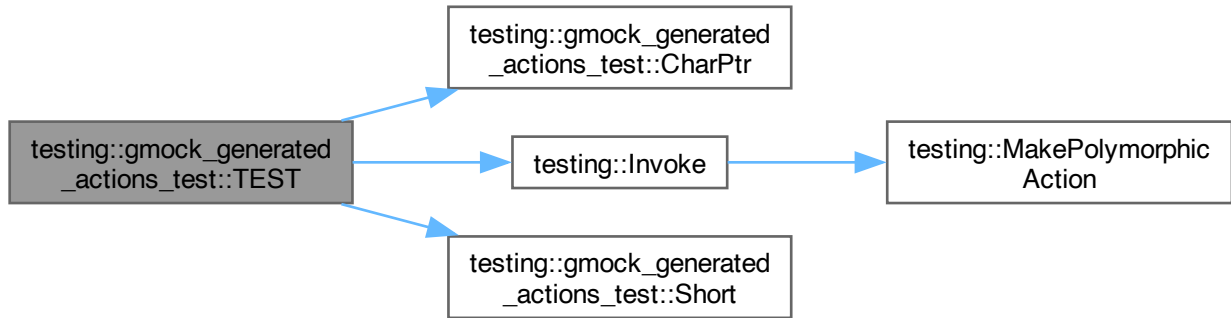 testing::gmock_generated
_actions_test::TEST
testing::gmock_generated
_actions_test::CharPtr
testing::Invoke
testing::MakePolymorphic
Action
testing::gmock_generated
_actions_test::Short